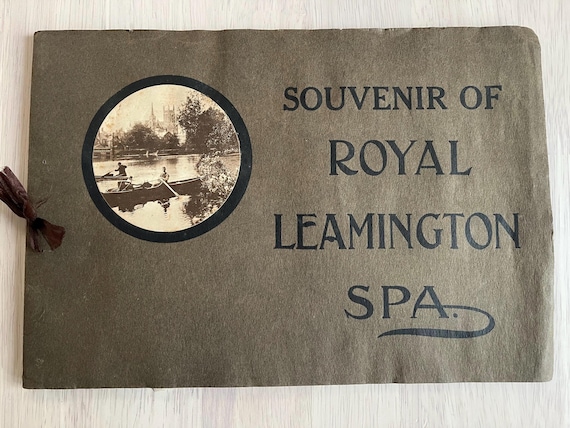 SOUVENIR OF
ROYAL
LEAMINGTON
SPA.